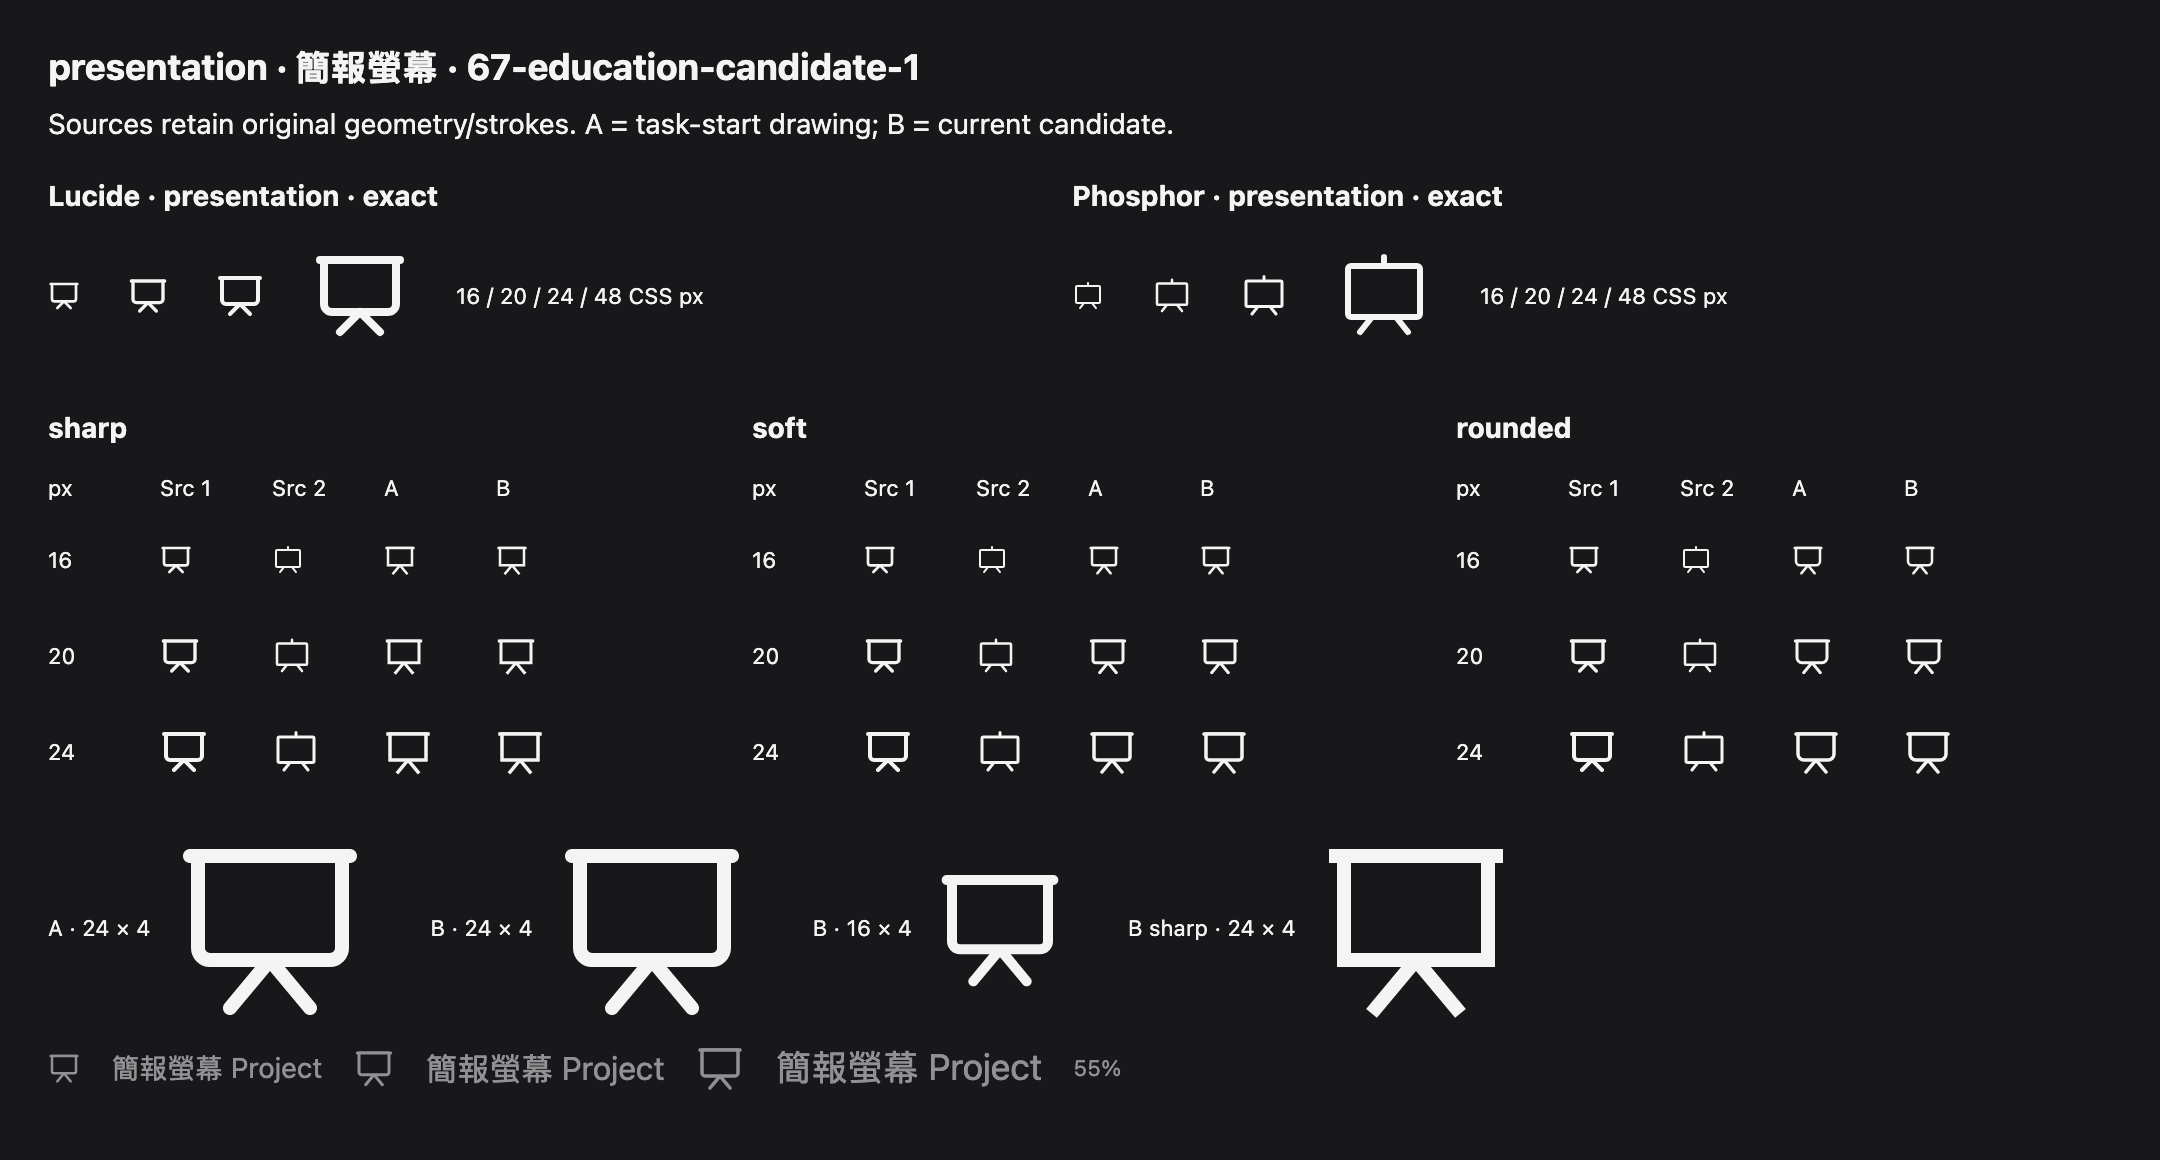 presentation · 簡報螢幕 · 67-education-candidate-1
Sources retain original geometry/strokes. A = task-start drawing; B = current candidate.
Lucide · presentation · exact
16 / 20 / 24 / 48 CSS px
Phosphor · presentation · exact
16 / 20 / 24 / 48 CSS px
sharp
px Src 1 Src 2 A B
16
20
24
soft
px Src 1 Src 2 A B
16
20
24
rounded
px Src 1 Src 2 A B
16
20
24
A · 24 × 4
B · 24 × 4
B · 16 × 4
B sharp · 24 × 4
簡報螢幕 Project 簡報螢幕 Project 簡報螢幕 Project 55%